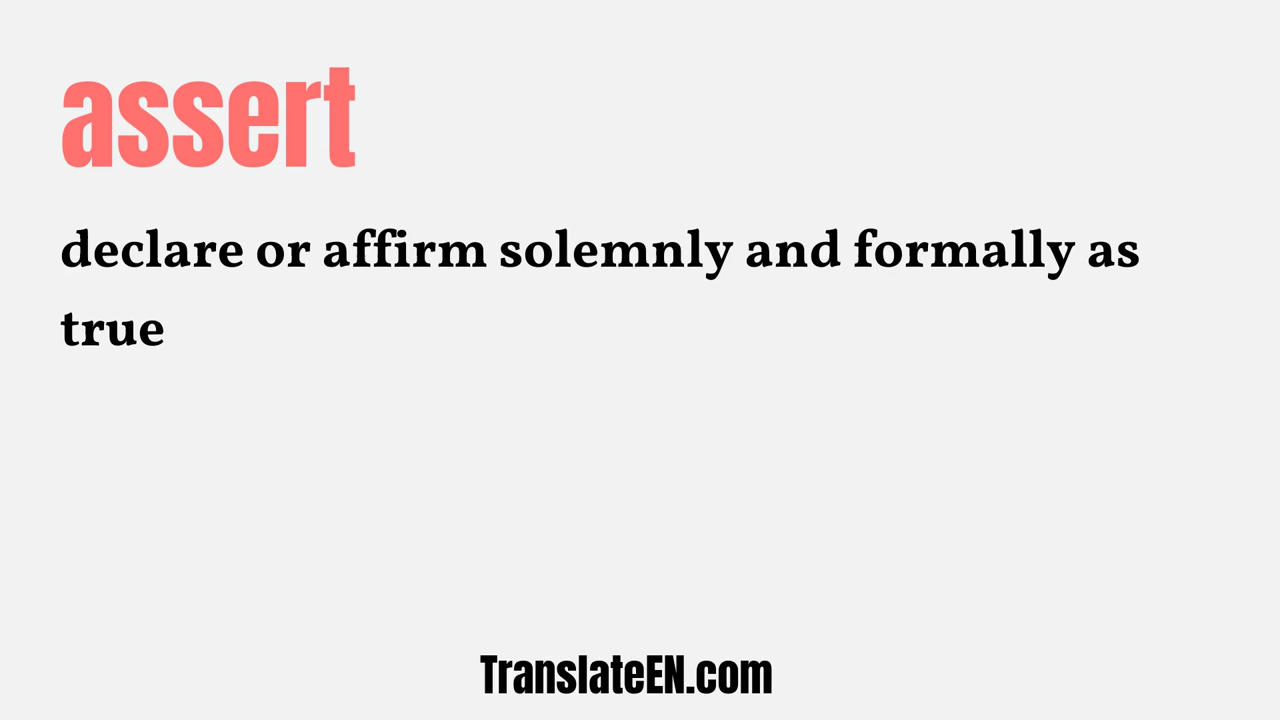 assert
declare or affirm solemnly and formally as
true
TranslateEN.com